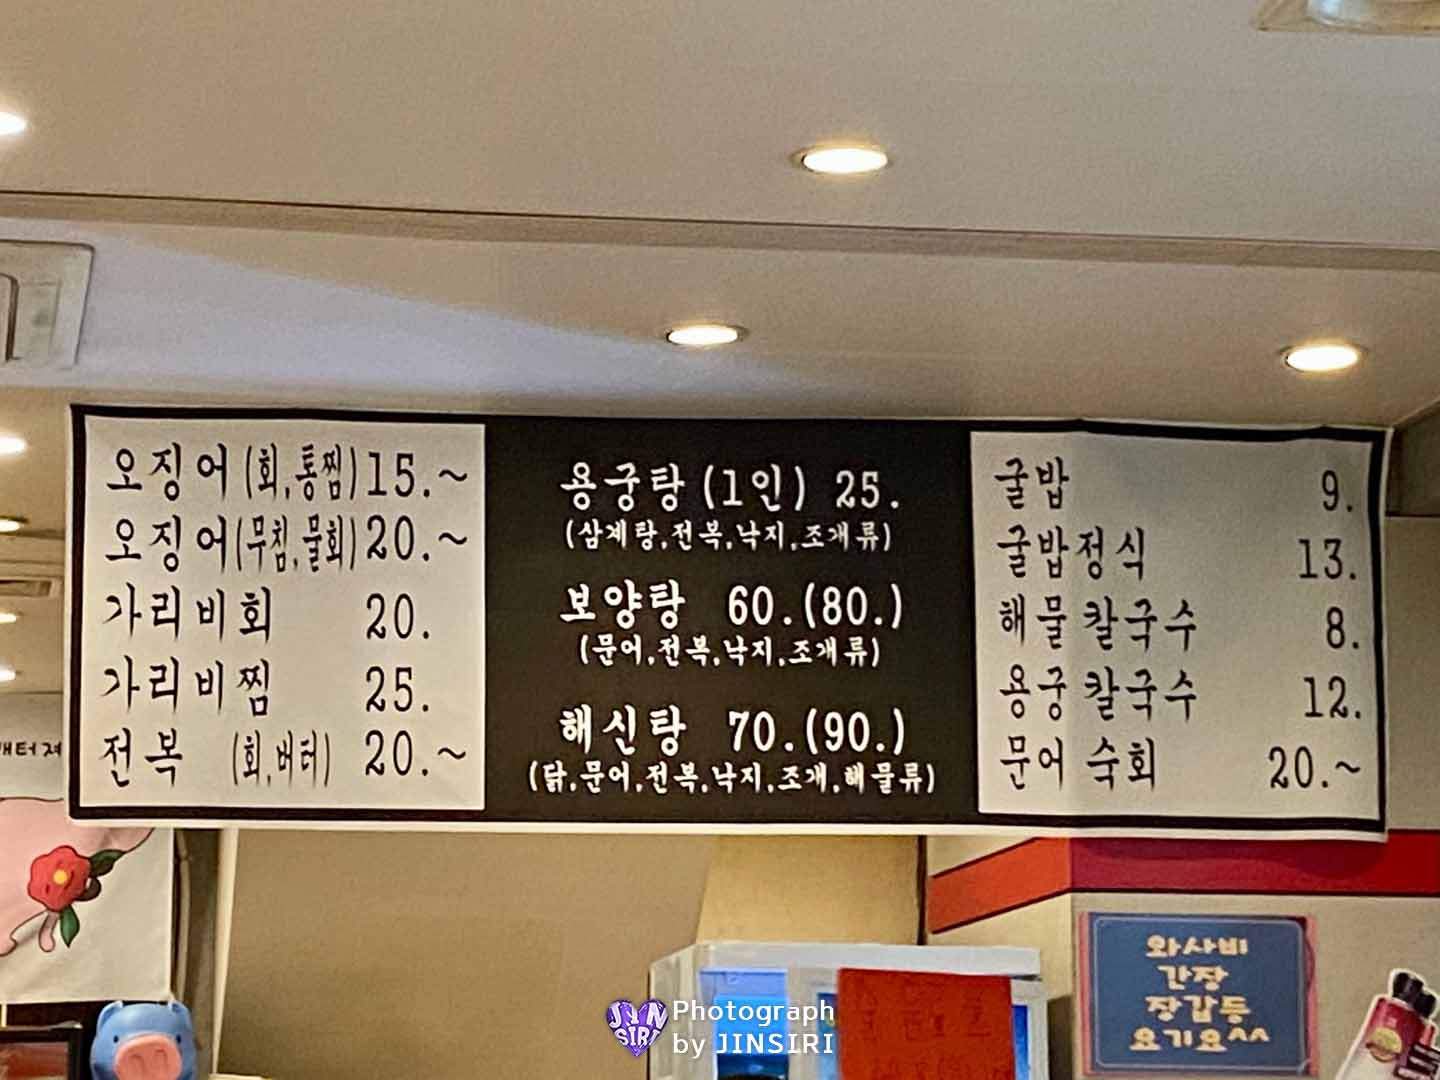 오징어 (회,통찜) 15.~
오징어 (무침,물회) 20.~
가리비회 20.
가리비찜 25.
전복 (회,버터) 20.~
용궁탕 (1인) 25.
(삼계탕,전복,낙지,조개류)
보양탕 60.(80.)
(문어,전복,낙지,조개류)
해신탕 70.(90.)
(닭,문어,전복,낙지,조개,해물류)
굴밥 9.
굴밥정식 13.
해물 칼국수 8.
용궁 칼국수 12.
문어 숙회 20.~
와사비
간장
장갑등
요기요^^
JIN
SIRI
Photograph
by JINSIRI